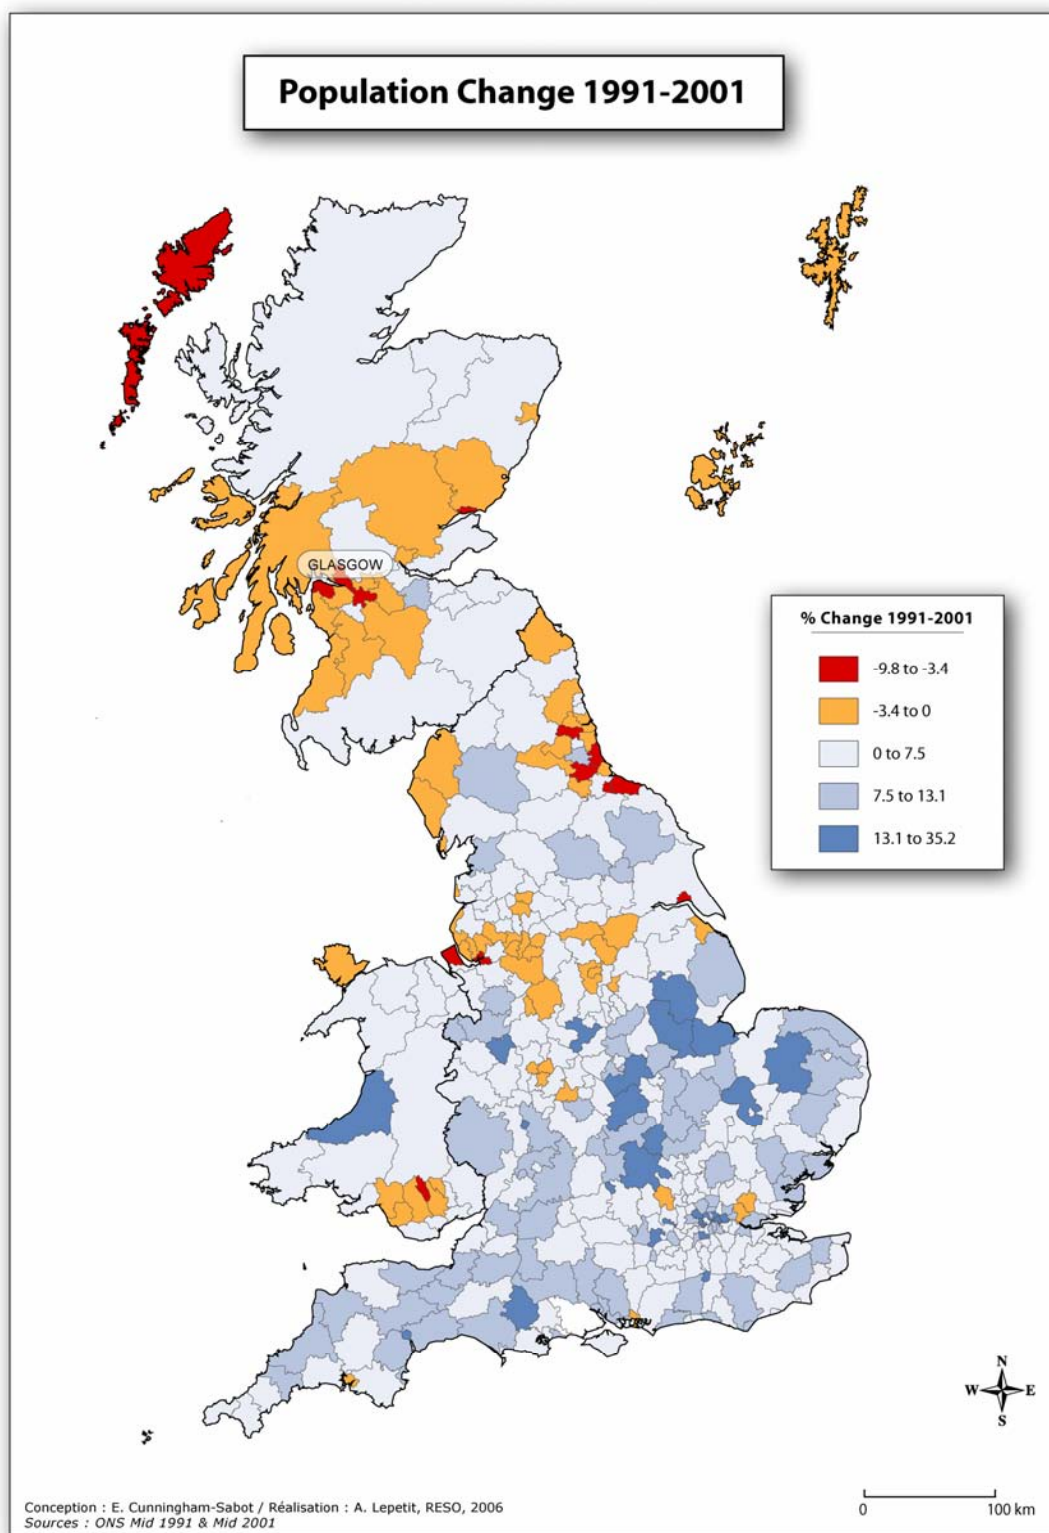 Population Change 1991-2001
GLASGOW
% Change 1991-2001
-9.8 to -3.4
-3.4 to 0
0 to 7.5
7.5 to 13.1
13.1 to 35.2
N
W E
S
Conception : E. Cunningham-Sabot / Réalisation : A. Lepetit, RESO, 2006
Sources : ONS Mid 1991 & Mid 2001
0 100 km